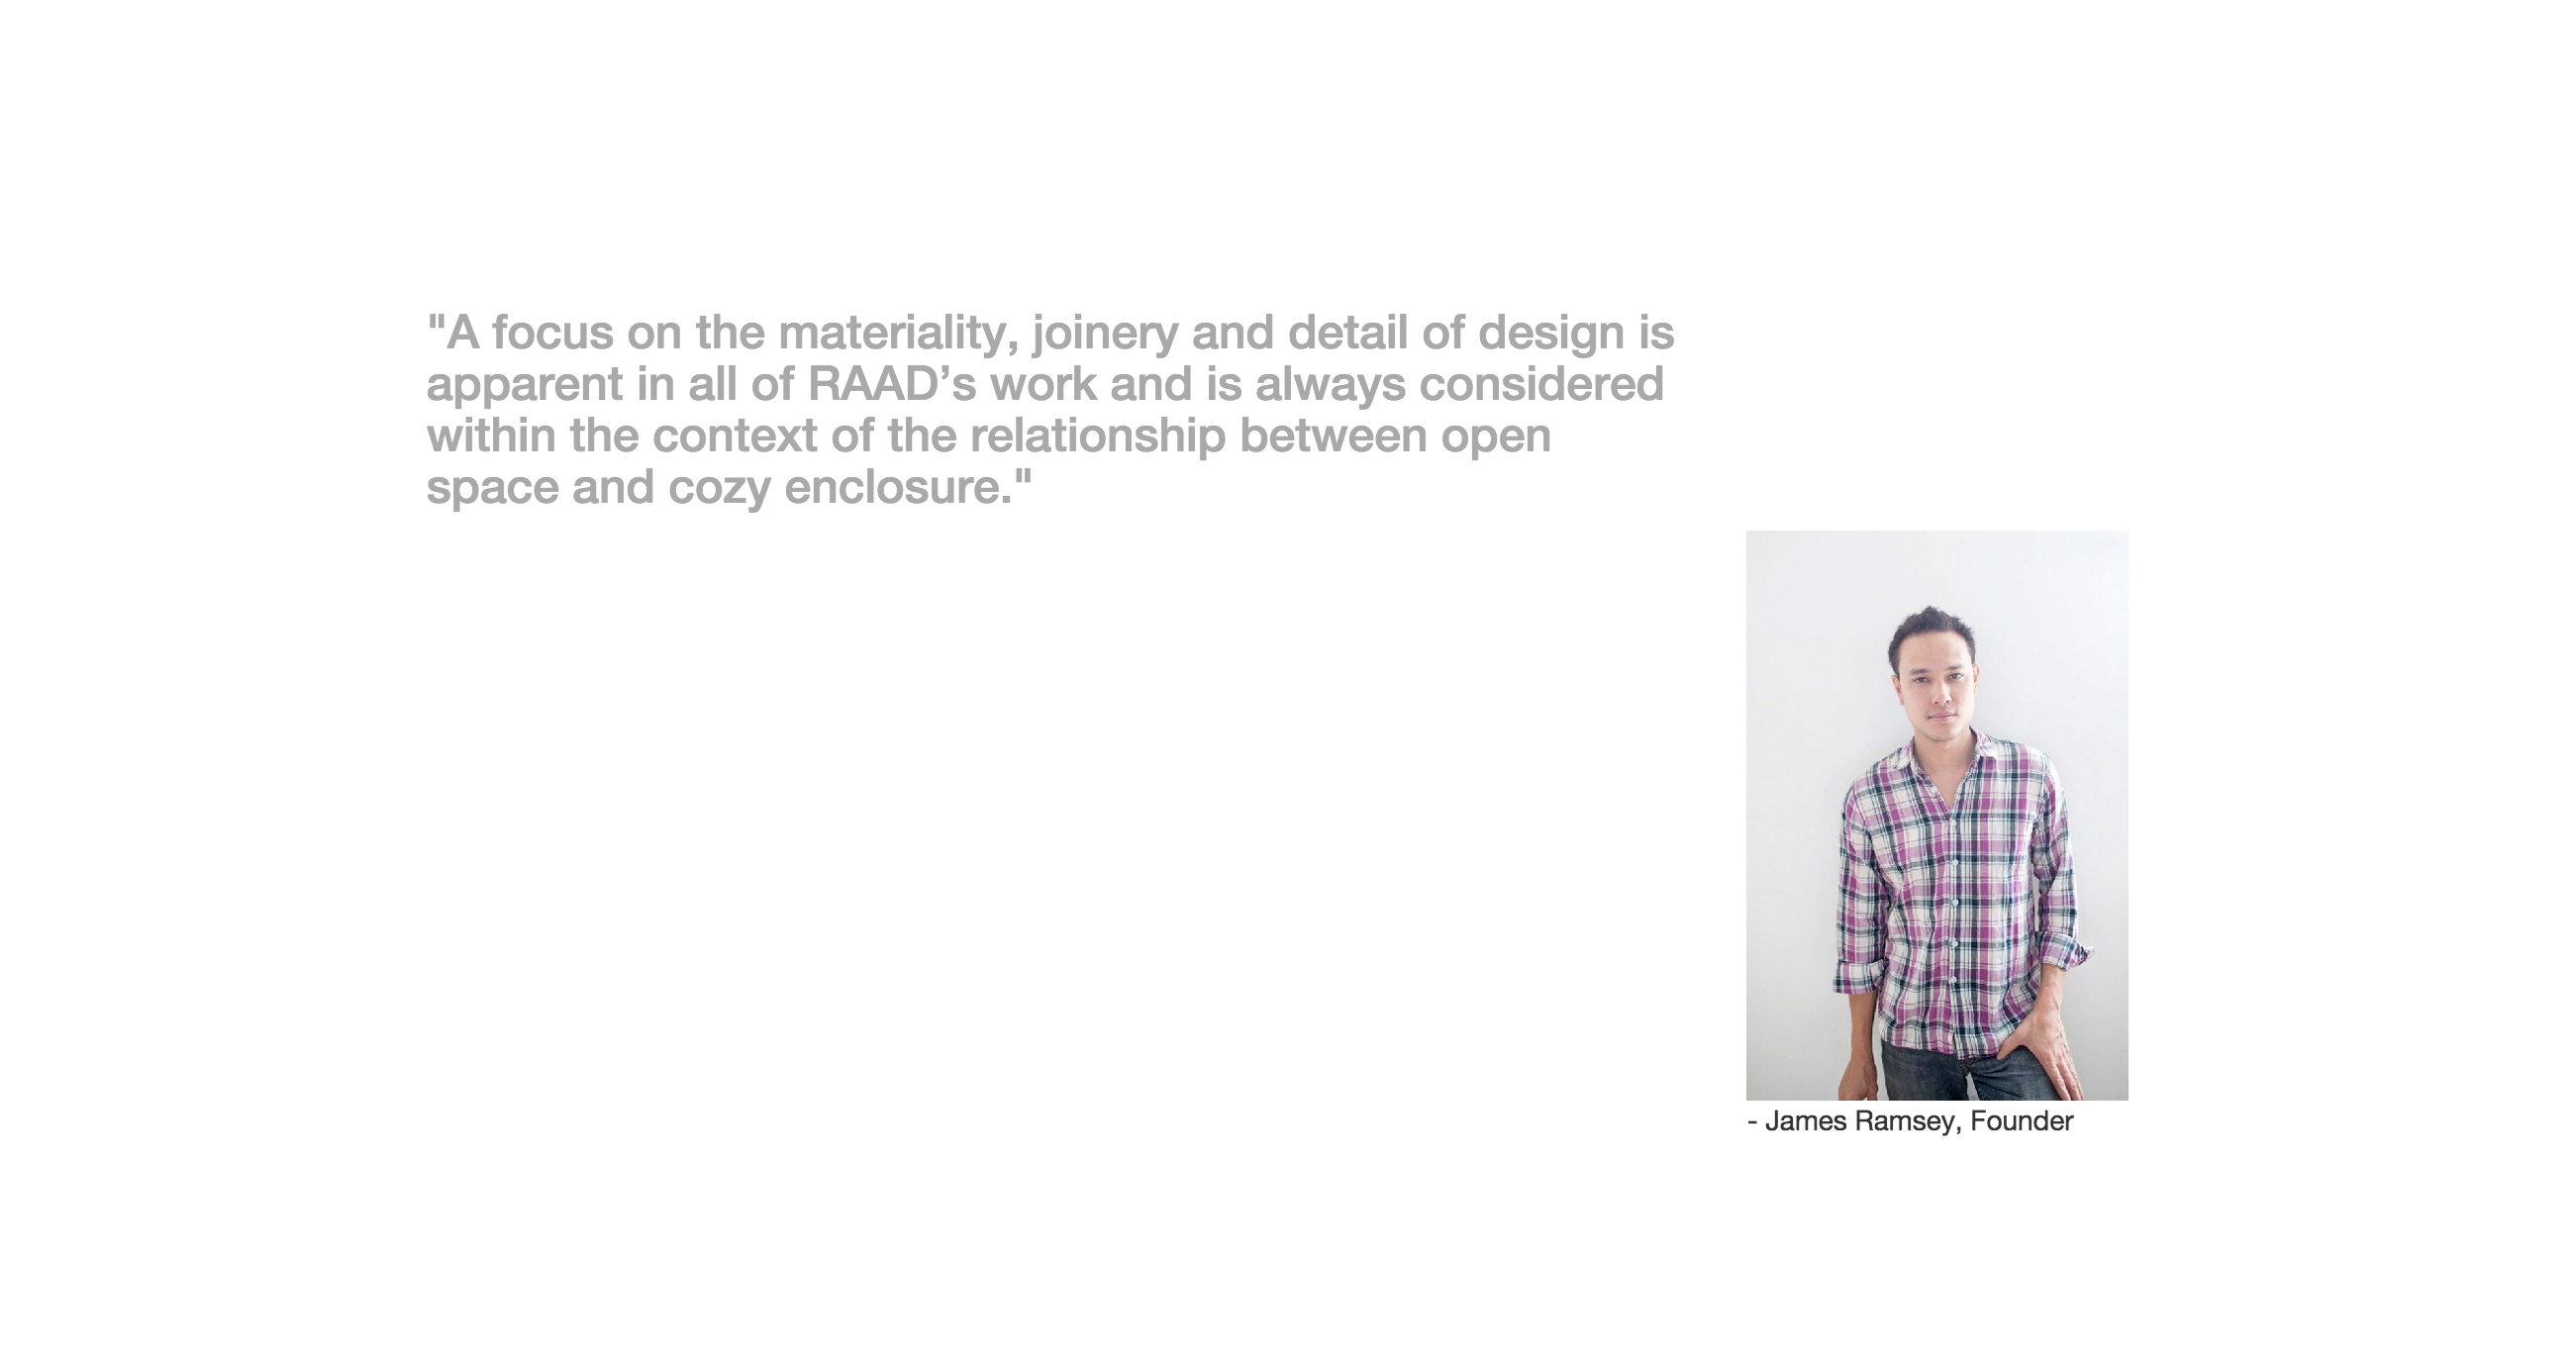 "A focus on the materiality, joinery and detail of design is
apparent in all of RAAD’s work and is always considered
within the context of the relationship between open
space and cozy enclosure."
- James Ramsey, Founder